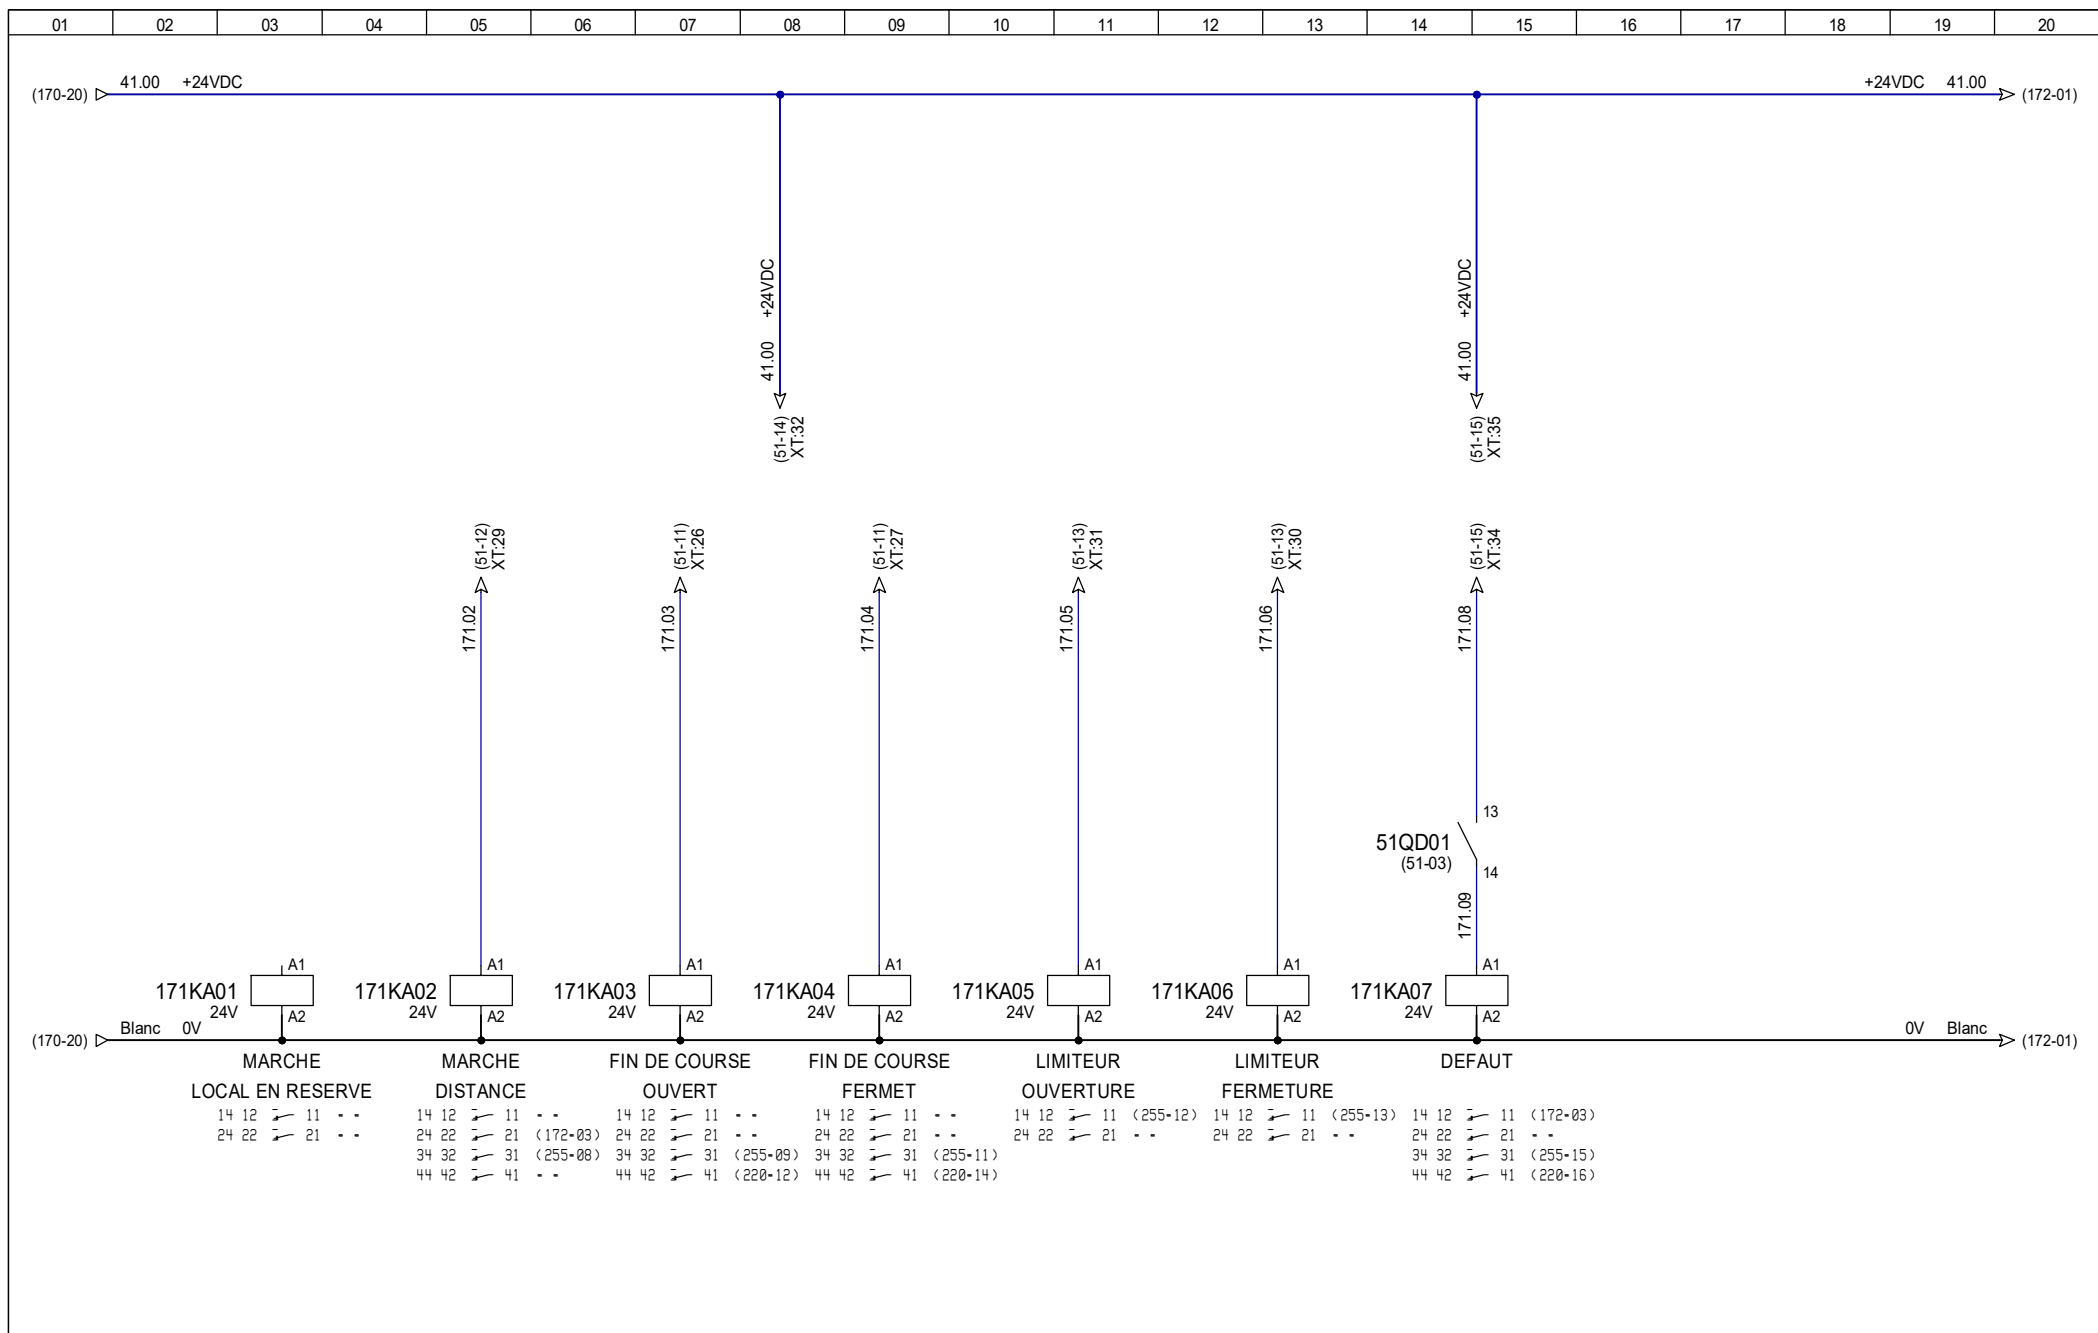 01 02 03 04 05 06 07 08 09 10 11 12 13 14 15 16 17 18 19 20
(170-20) 41.00 +24VDC +24VDC 41.00 (172-01)
41.00 +24VDC
(51-14)
XT:32
41.00 +24VDC
(51-15)
XT:35
(51-12)
XT:29
171.02
(51-11)
XT:26
171.03
(51-11)
XT:27
171.04
(51-13)
XT:31
171.05
(51-13)
XT:30
171.06
(51-15)
XT:34
171.08
13
51QD01
(51-03)
14
171.09
A1 A1 A1 A1 A1 A1 A1
171KA01 171KA02 171KA03 171KA04 171KA05 171KA06 171KA07
24V 24V 24V 24V 24V 24V 24V
A2 A2 A2 A2 A2 A2 A2
(170-20) Blanc 0V 0V Blanc (172-01)
MARCHE MARCHE FIN DE COURSE FIN DE COURSE LIMITEUR LIMITEUR DEFAUT
LOCAL EN RESERVE DISTANCE OUVERT FERMET OUVERTURE FERMETURE
14 12 11 - - 14 12 11 - - 14 12 11 - - 14 12 11 - - 14 12 11 (255-12) 14 12 11 (255-13) 14 12 11 (172-03)
24 22 21 - - 24 22 21 (172-03) 24 22 21 - - 24 22 21 - - 24 22 21 - - 24 22 21 - - 24 22 21 - -
34 32 31 (255-08) 34 32 31 (255-09) 34 32 31 (255-11) 34 32 31 (255-15)
44 42 41 - - 44 42 41 (220-12) 44 42 41 (220-14) 44 42 41 (220-16)